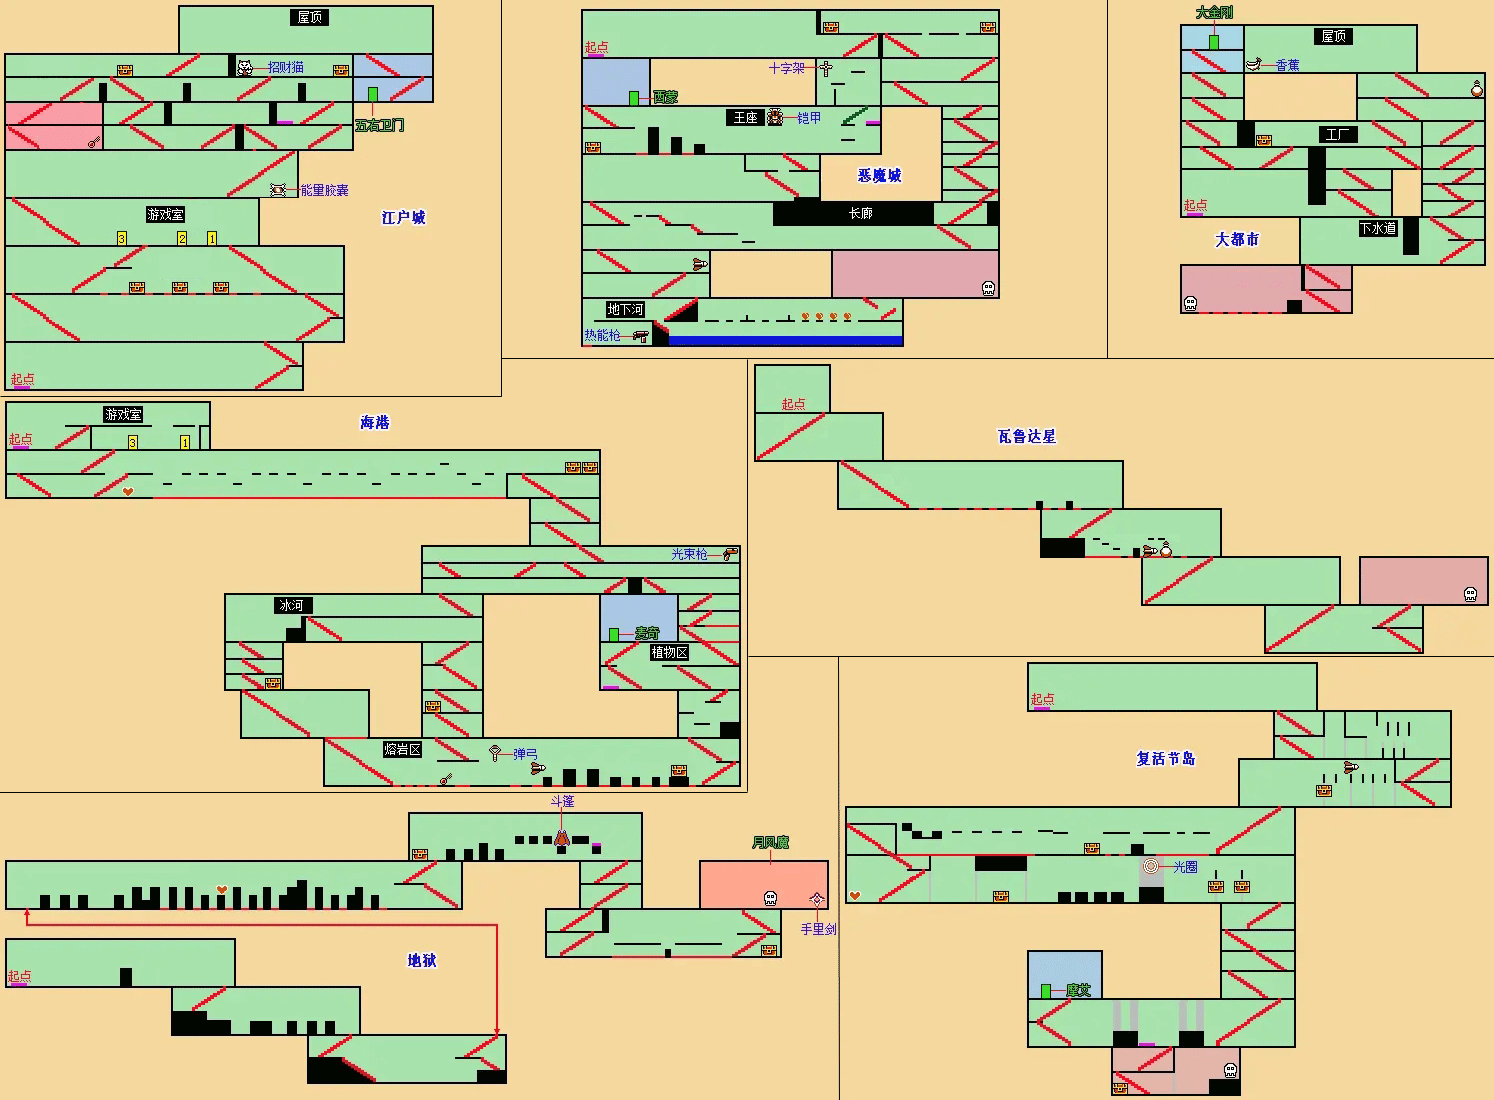 屋顶
招财猫
五右卫门
能里胶囊
江户城
游戏室
3
2
1
起点
起点
十字架
西蒙
王座
铠甲
恶魔城
长廊
地下河
热能枪
大金刚
屋顶
香蕉
工厂
起点
大都市
下水道
游戏室
起点
3
1
海港
光束枪
冰河
麦奇
植物区
熔岩区
弹弓
起点
瓦鲁达星
起点
复活节岛
光圈
摩艾
斗篷
月风魔
手里剑
起点
地狱